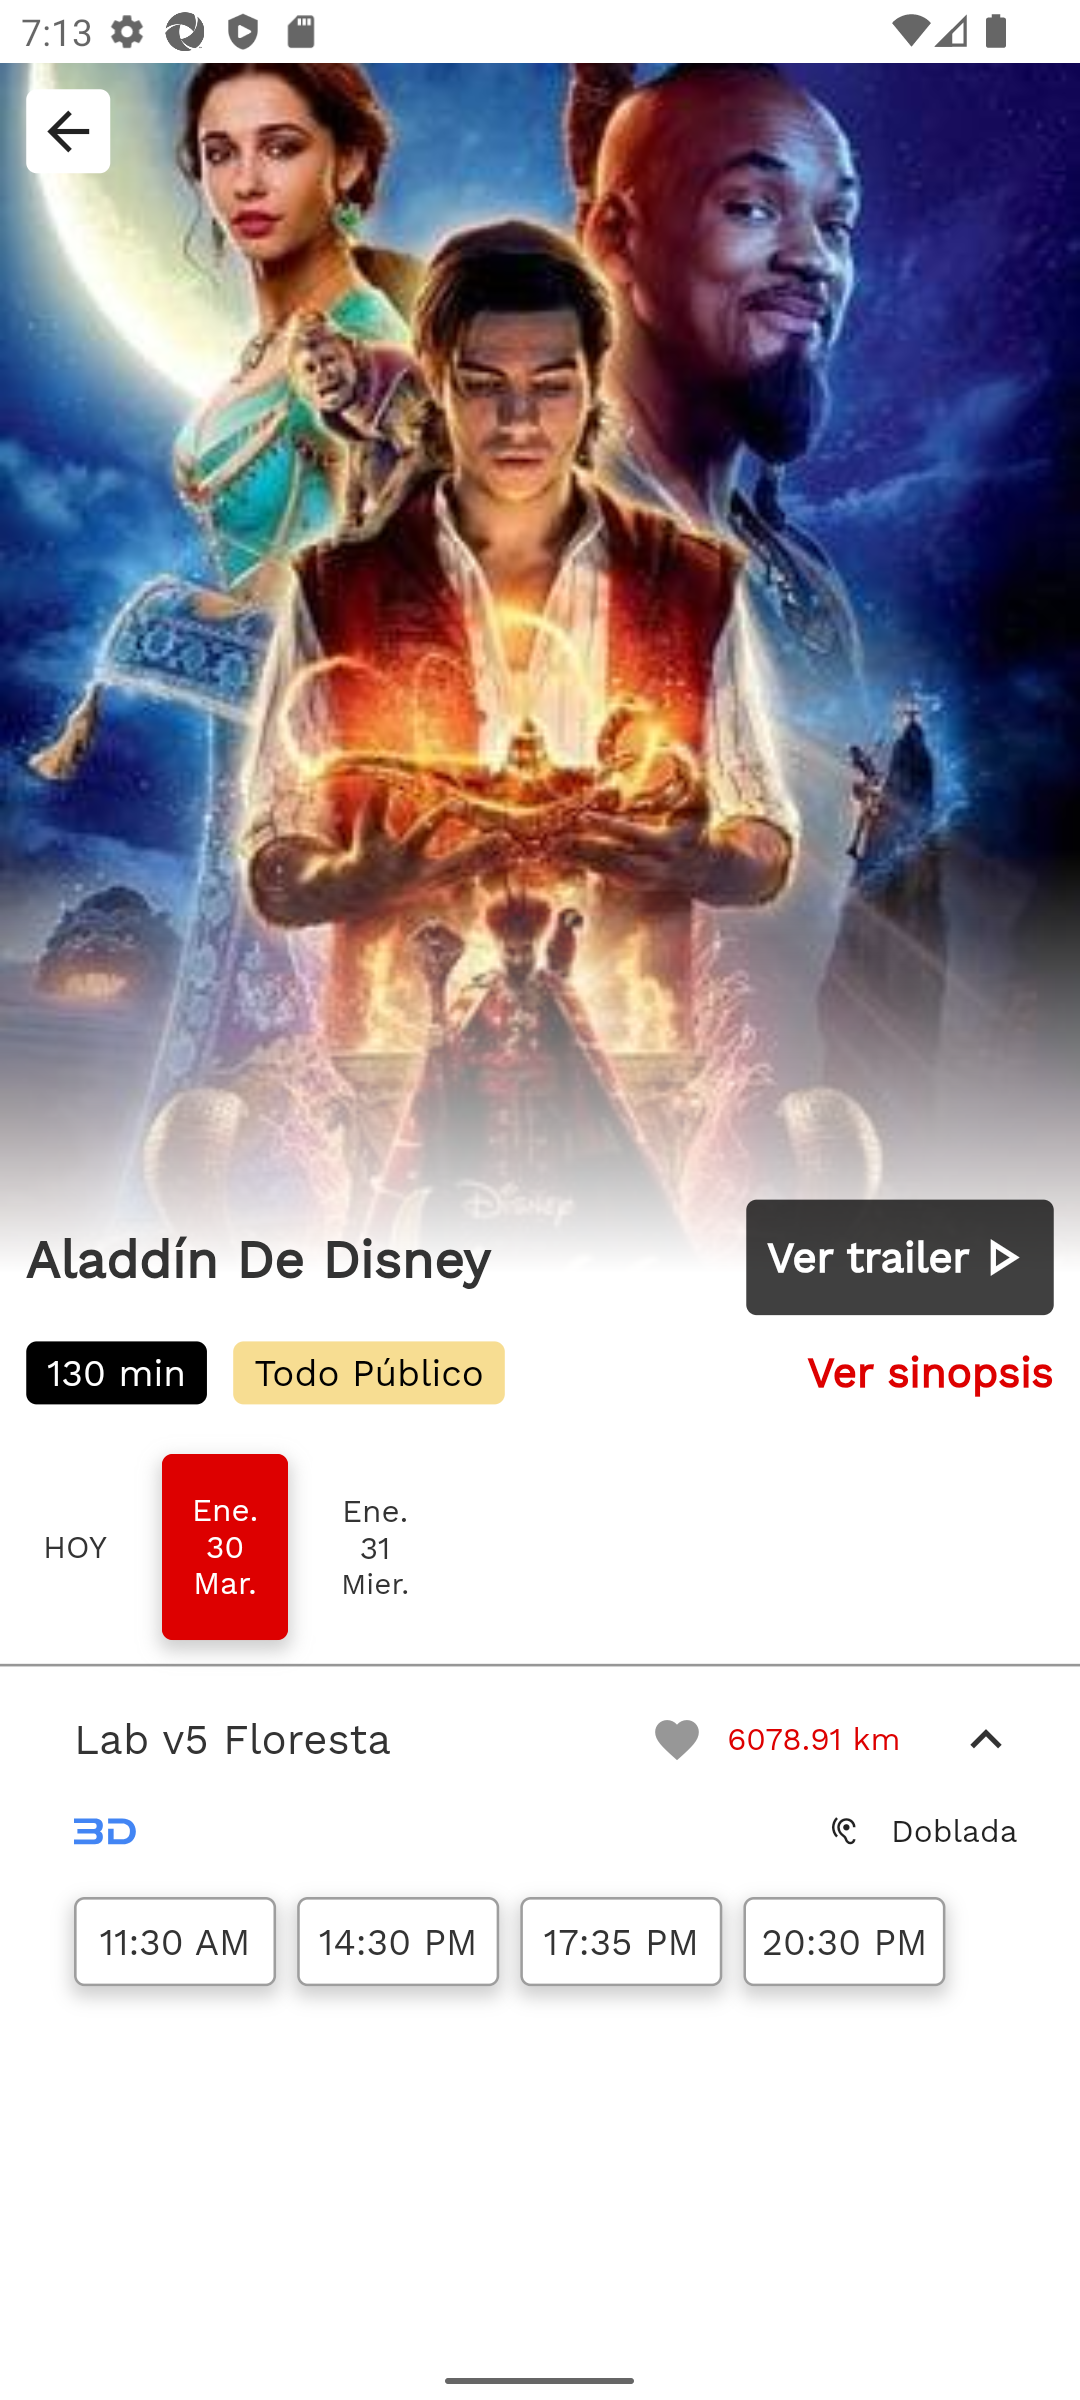 7:13
Disney
Aladdín De Disney
Ver trailer
130 min
Todo Público
Ver sinopsis
HOY
Ene.
30
Mar.
Ene.
31
Mier.
Lab v5 Floresta
6078.91 km
3D
Doblada
11:30 AM
14:30 PM
17:35 PM
20:30 PM